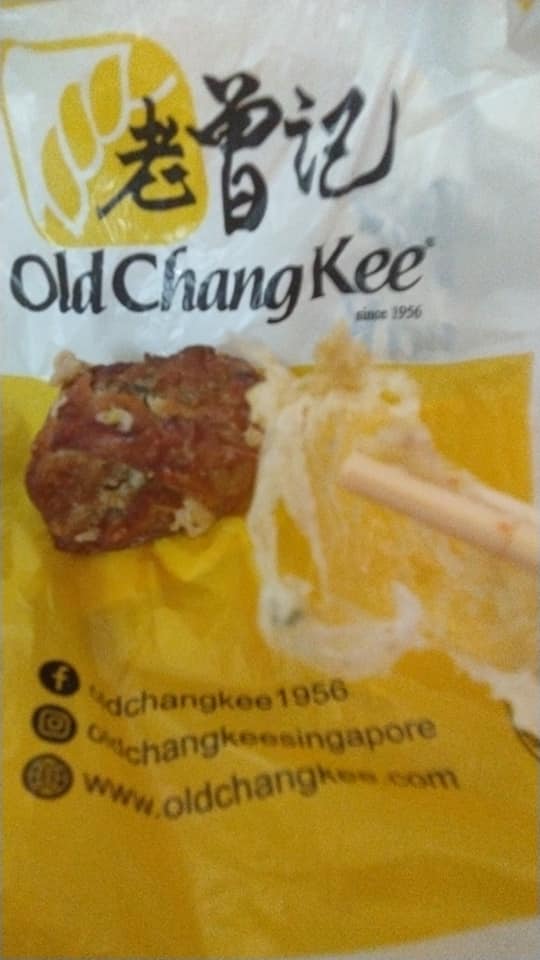 老曾记
Old Chang Kee®
since 1956
oldchangkee1956
oldchangkeesingapore
www.oldchangkee.com